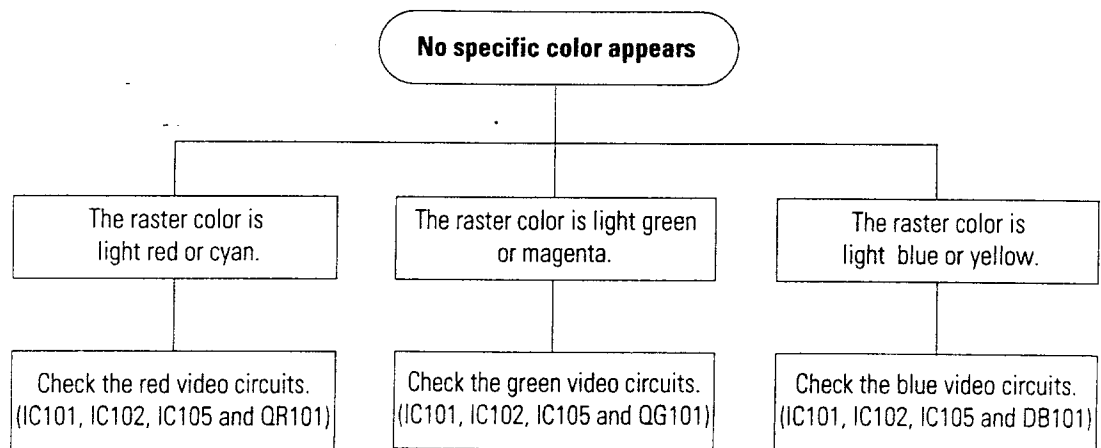 No specific color appears
The raster color is
light red or cyan.
The raster color is light green
or magenta.
The raster color is
light blue or yellow.
Check the red video circuits.
(IC101, IC102, IC105 and QR101)
Check the green video circuits.
(IC101, IC102, IC105 and QG101)
Check the blue video circuits.
(IC101, IC102, IC105 and DB101)